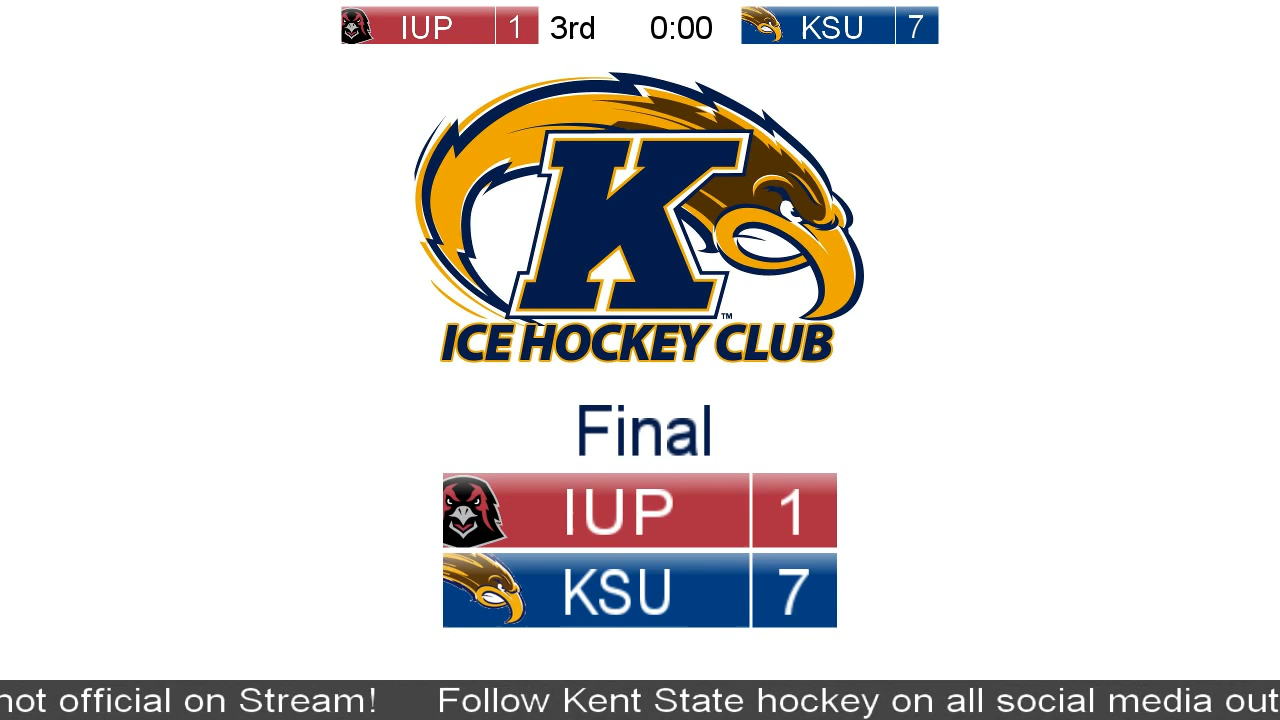 IUP 1 3rd 0:00 KSU 7
K
TM
ICE HOCKEY CLUB
Final
IUP 1
KSU 7
not official on Stream! Follow Kent State hockey on all social media out